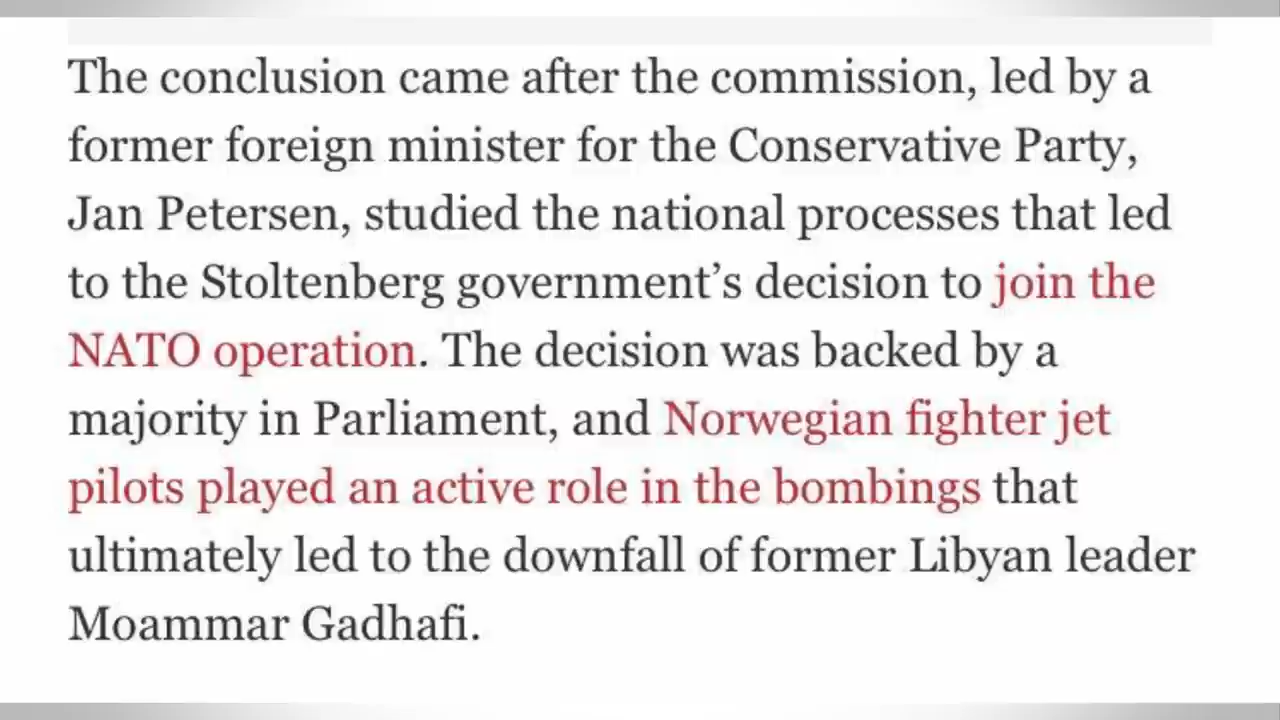 The conclusion came after the commission, led by a
former foreign minister for the Conservative Party,
Jan Petersen, studied the national processes that led
to the Stoltenberg government’s decision to join the
NATO operation. The decision was backed by a
majority in Parliament, and Norwegian fighter jet
pilots played an active role in the bombings that
ultimately led to the downfall of former Libyan leader
Moammar Gadhafi.